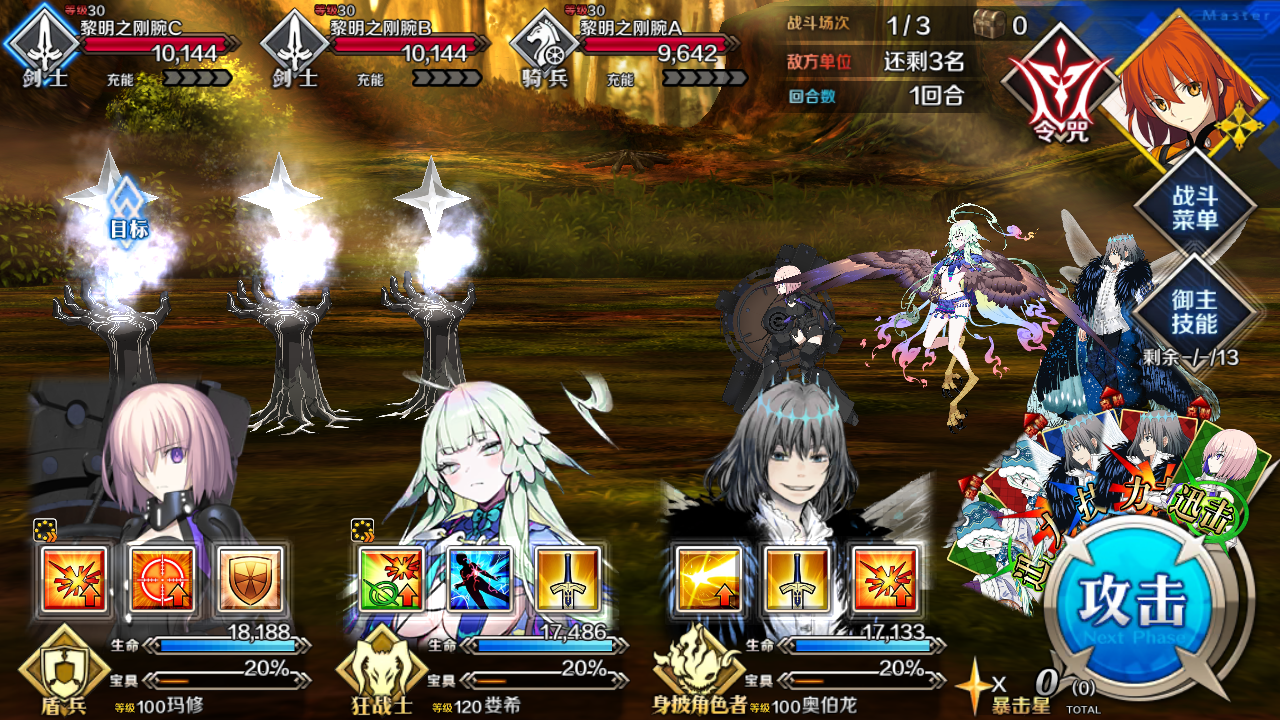 等级30
黎明之刚腕C
10,144
剑士
充能
等级30
黎明之刚腕B
10,144
剑士
充能
等级30
黎明之刚腕A
9,642
骑兵
充能
战斗场次 1/3
0
敌方单位 还剩3名
回合数 1回合
令咒
Master
战斗
菜单
御主
技能
剩余-/-/13
目标
迅
力
技
力
迅击
攻击
Next Phase
生命 18,188
宝具 20%
盾兵
等级100玛修
生命 17,486
宝具 20%
狂战士
等级120娄希
生命 17,133
宝具 20%
身披角色者
等级100奥伯龙
X 0 (0)
暴击星 TOTAL